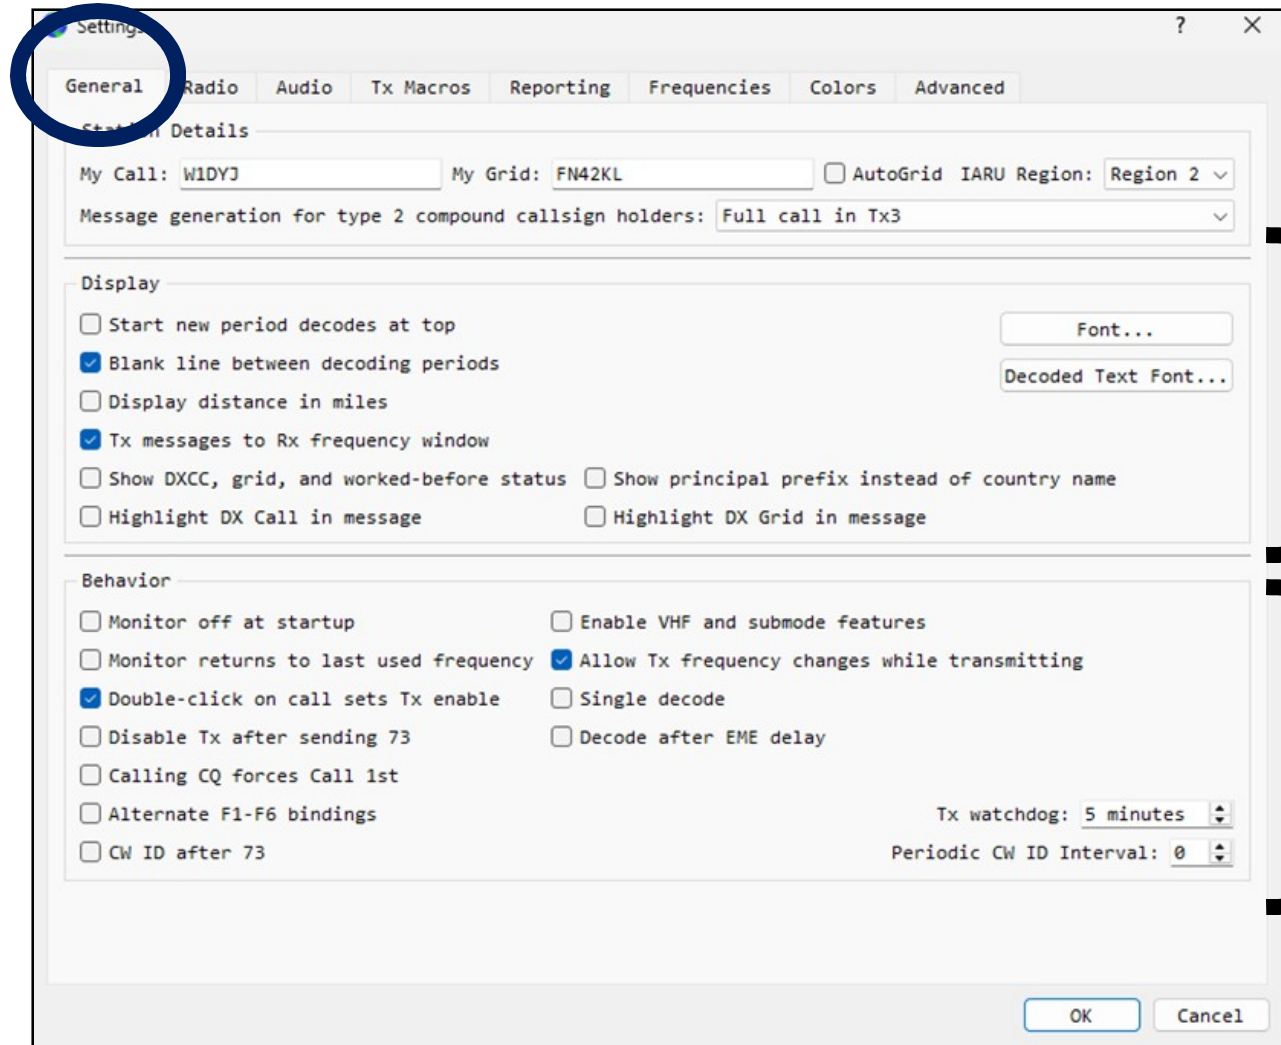 Settings ?
General Radio Audio Tx Macros Reporting Frequencies Colors Advanced
Station Details
My Call: W1DYJ My Grid: FN42KL AutoGrid IARU Region: Region 2
Message generation for type 2 compound callsign holders: Full call in Tx3
Display
Start new period decodes at top Font...
Blank line between decoding periods Decoded Text Font...
Display distance in miles
Tx messages to Rx frequency window
Show DXCC, grid, and worked-before status Show principal prefix instead of country name
Highlight DX Call in message Highlight DX Grid in message
Behavior
Monitor off at startup Enable VHF and submode features
Monitor returns to last used frequency Allow Tx frequency changes while transmitting
Double-click on call sets Tx enable Single decode
Disable Tx after sending 73 Decode after EME delay
Calling CQ forces Call 1st
Alternate F1-F6 bindings Tx watchdog: 5 minutes
CW ID after 73 Periodic CW ID Interval: 0
OK Cancel